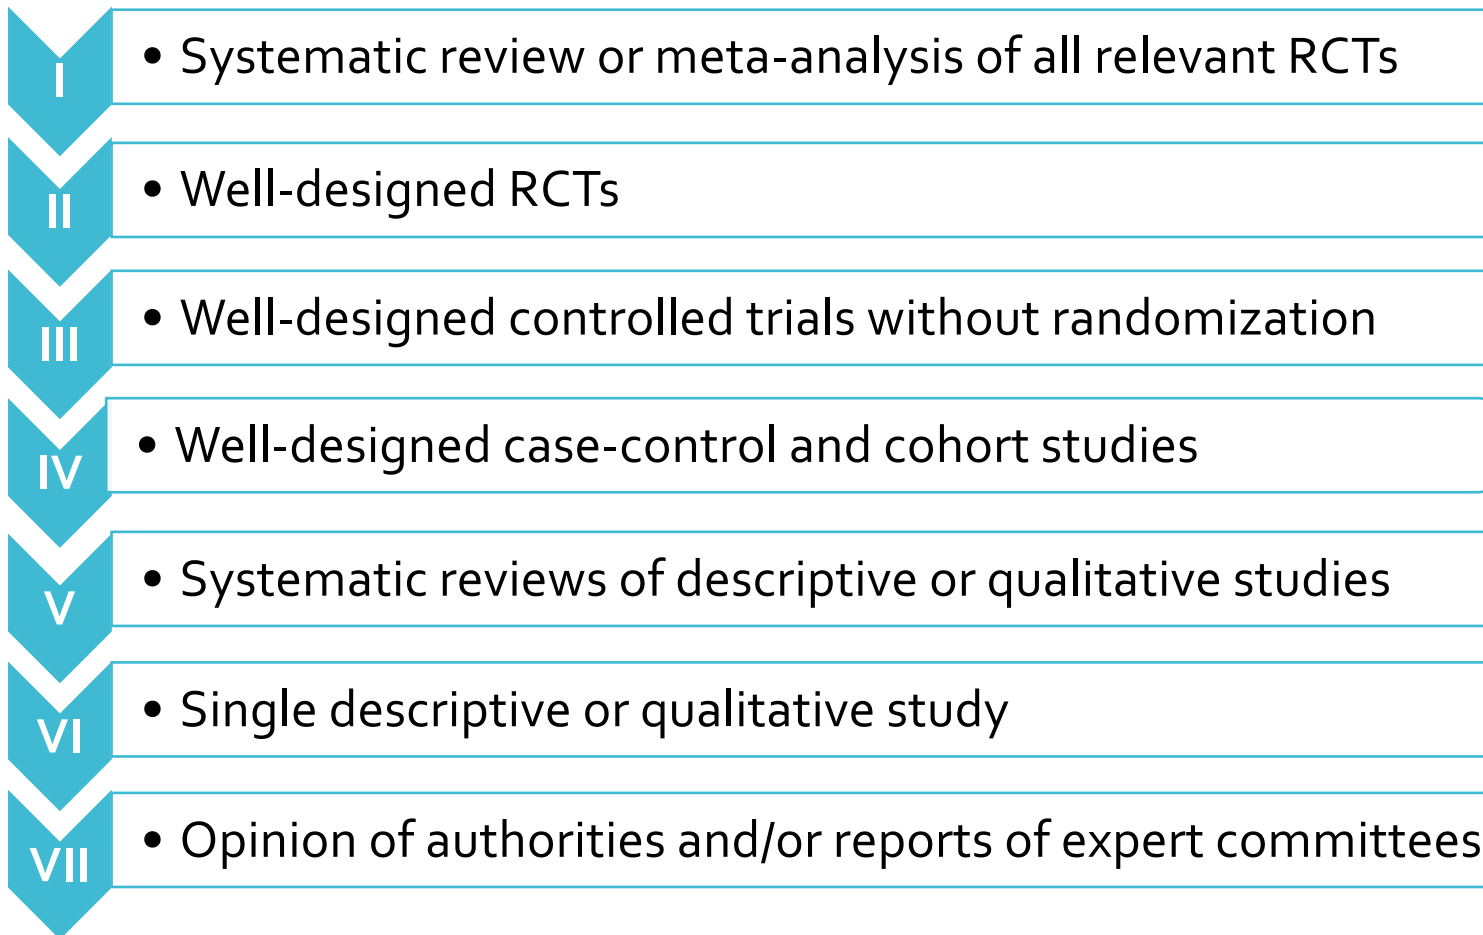 I
• Systematic review or meta-analysis of all relevant RCTs
II
• Well-designed RCTs
III
• Well-designed controlled trials without randomization
IV
• Well-designed case-control and cohort studies
V
• Systematic reviews of descriptive or qualitative studies
VI
• Single descriptive or qualitative study
VII
• Opinion of authorities and/or reports of expert committees